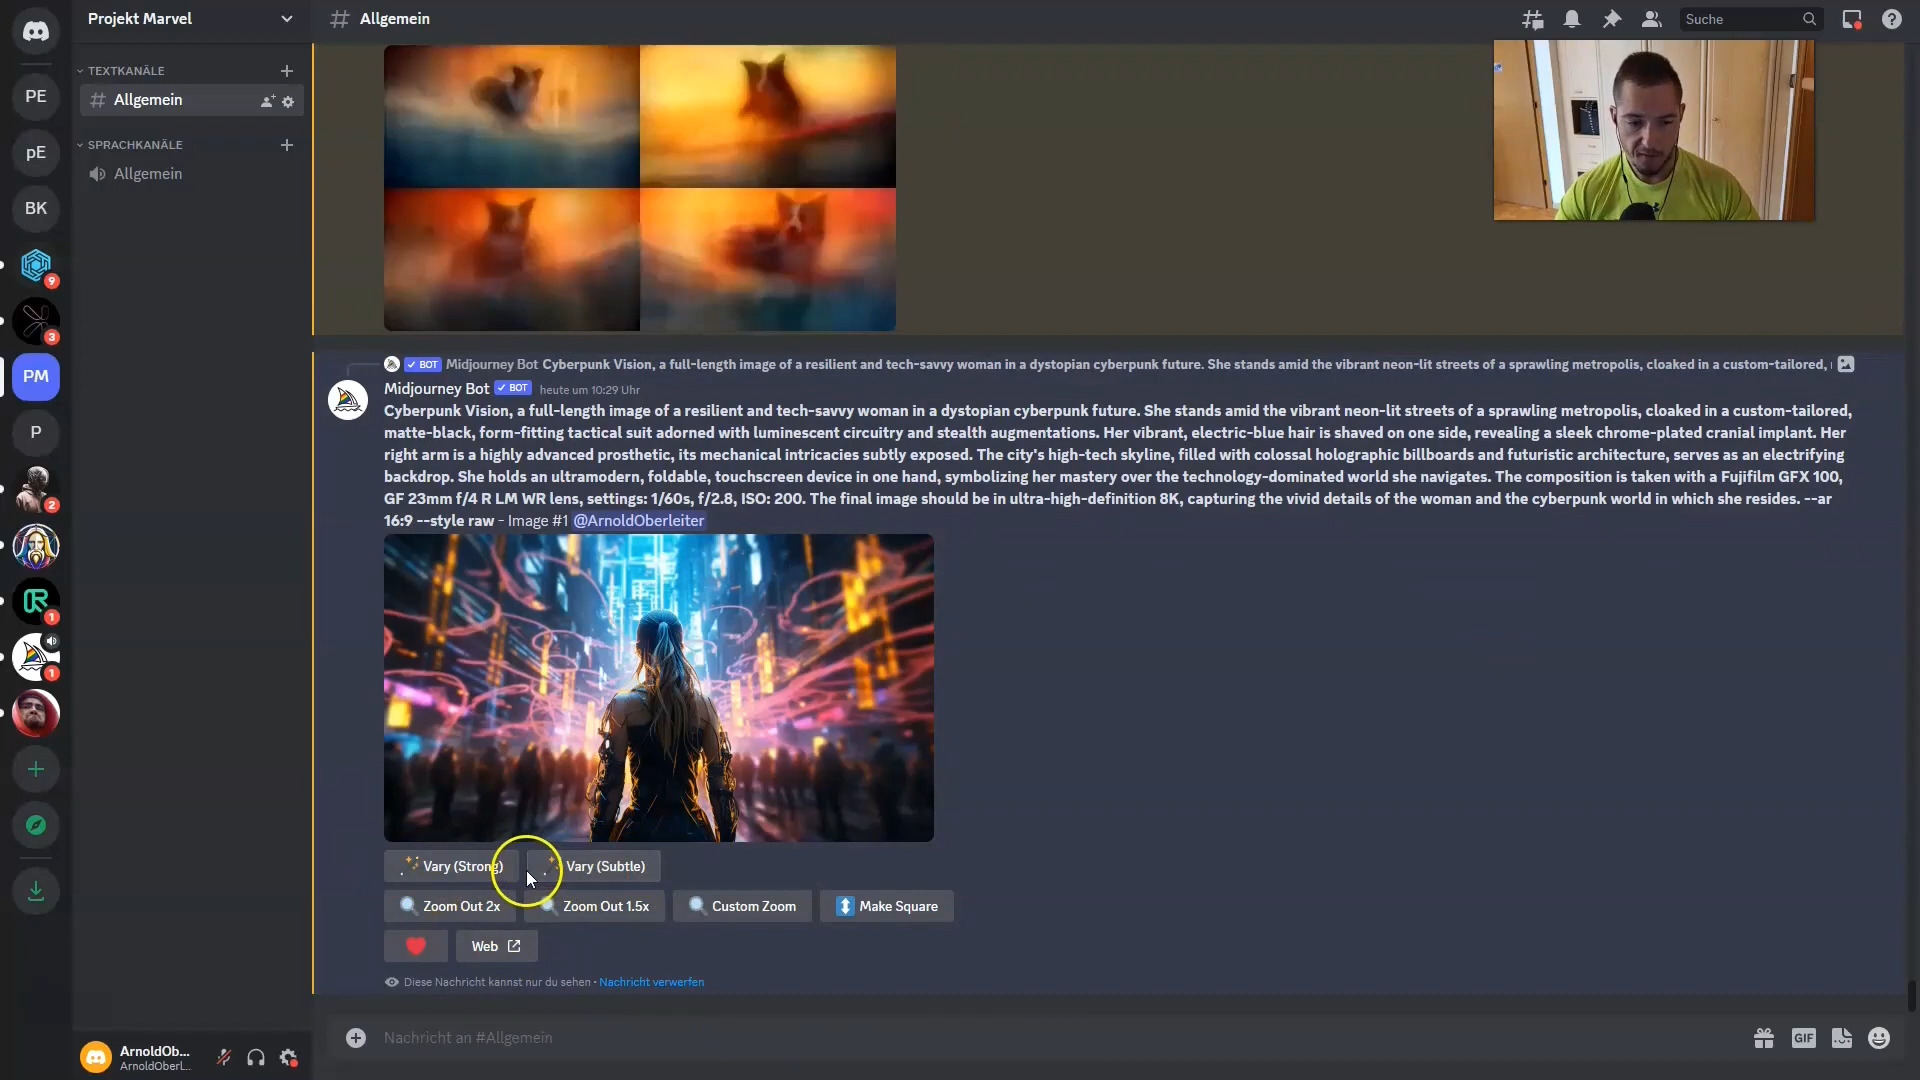 Projekt Marvel
Allgemein
Suche
TEXTKANÄLE
Allgemein
SPRACHKANÄLE
Allgemein
PE
pE
BK
9
3
PM
P
2
1
1
BOT Midjourney Bot Cyberpunk Vision, a full-length image of a resilient and tech-savvy woman in a dystopian cyberpunk future. She stands amid the vibrant neon-lit streets of a sprawling metropolis, cloaked in a custom-tailored,
Midjourney Bot BOT heute um 10:29 Uhr
Cyberpunk Vision, a full-length image of a resilient and tech-savvy woman in a dystopian cyberpunk future. She stands amid the vibrant neon-lit streets of a sprawling metropolis, cloaked in a custom-tailored,
matte-black, form-fitting tactical suit adorned with luminescent circuitry and stealth augmentations. Her vibrant, electric-blue hair is shaved on one side, revealing a sleek chrome-plated cranial implant. Her
right arm is a highly advanced prosthetic, its mechanical intricacies subtly exposed. The city's high-tech skyline, filled with colossal holographic billboards and futuristic architecture, serves as an electrifying
backdrop. She holds an ultramodern, foldable, touchscreen device in one hand, symbolizing her mastery over the technology-dominated world she navigates. The composition is taken with a Fujifilm GFX 100,
GF 23mm f/4 R LM WR lens, settings: 1/60s, f/2.8, ISO: 200. The final image should be in ultra-high-definition 8K, capturing the vivid details of the woman and the cyberpunk world in which she resides. --ar
16:9 --style raw - Image #1 @ArnoldOberleiter
Vary (Strong) Vary (Subtle)
Zoom Out 2x Zoom Out 1.5x Custom Zoom Make Square
Web
Diese Nachricht kannst nur du sehen • Nachricht verwerfen
Nachricht an #Allgemein
GIF
ArnoldOb...
ArnoldOberl...